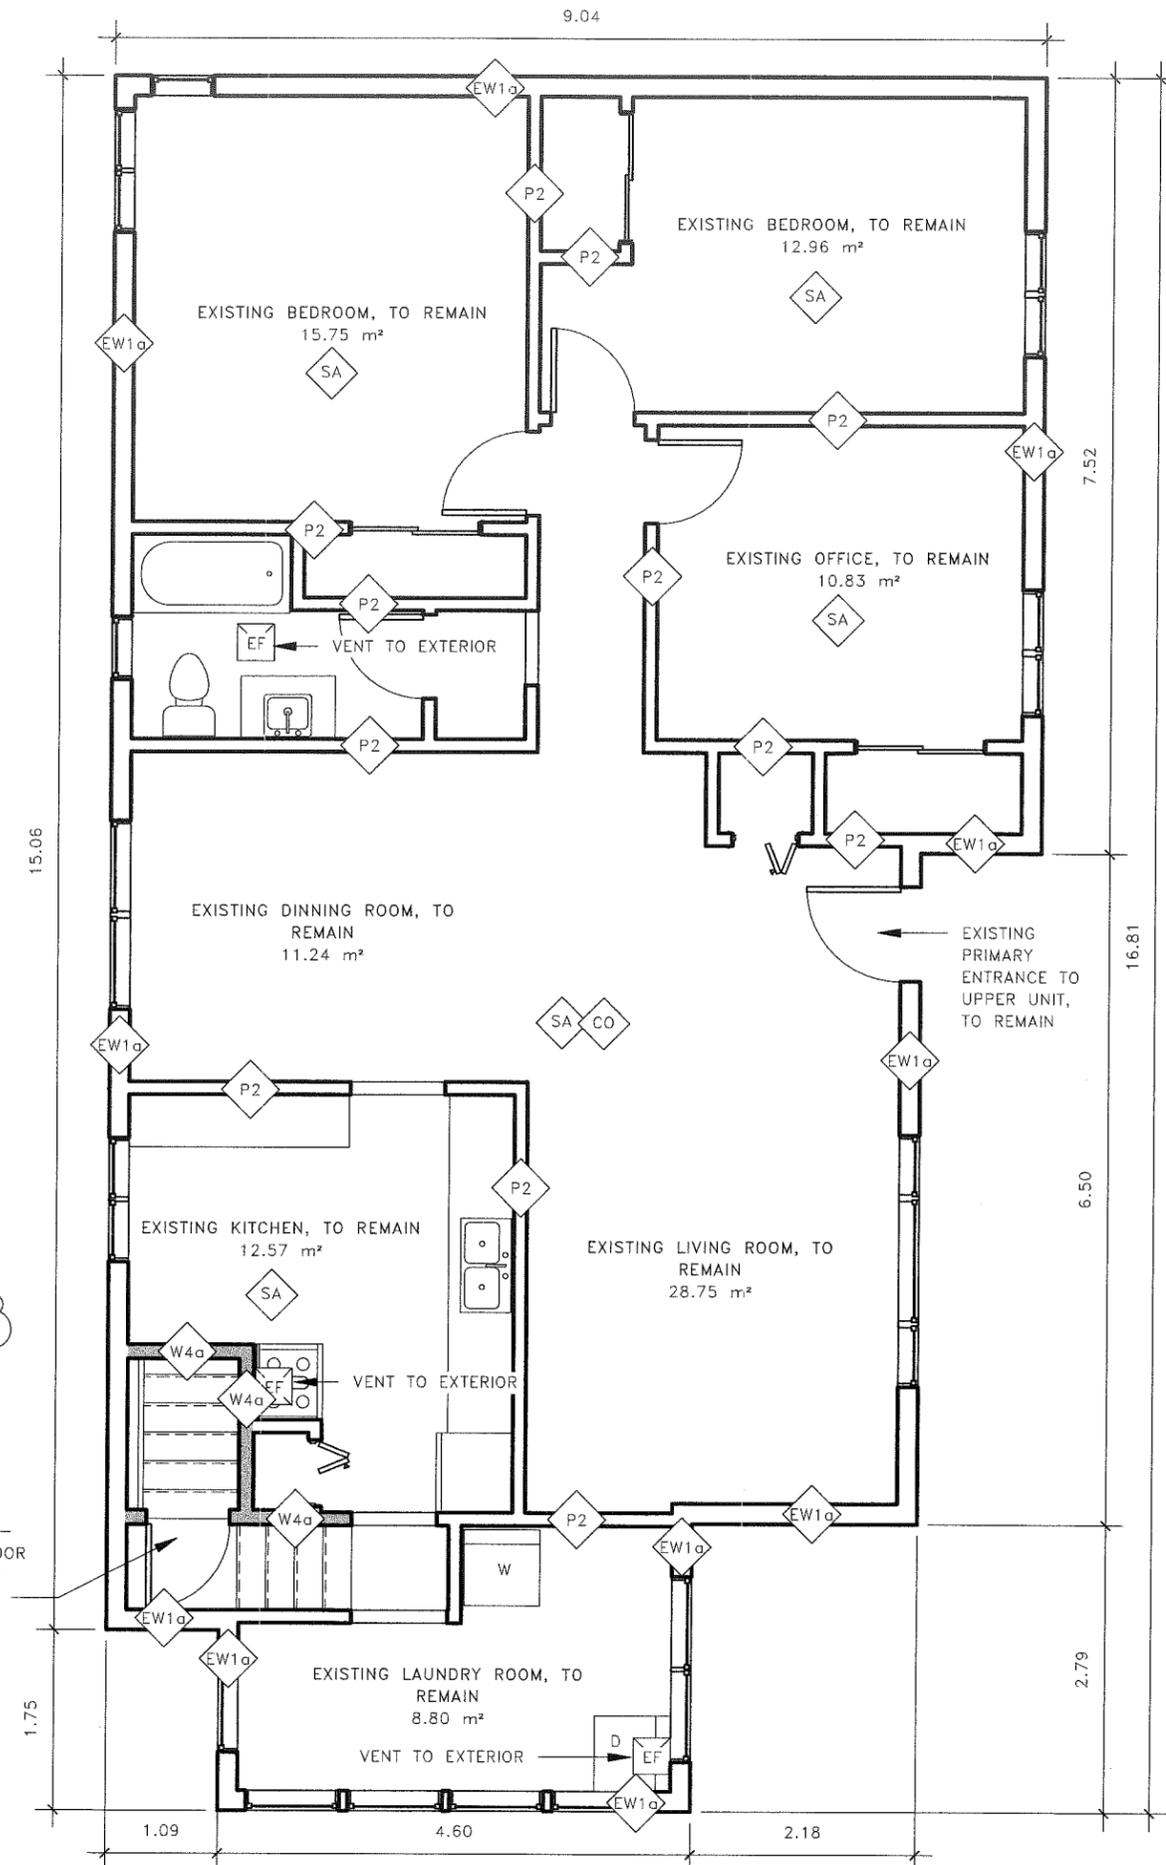 9.04
EW1a
P2
EXISTING BEDROOM, TO REMAIN
12.96 m²
P2
SA
EXISTING BEDROOM, TO REMAIN
15.75 m²
EW1a
SA
P2
EW1a
7.52
P2
EXISTING OFFICE, TO REMAIN
10.83 m²
P2
P2
SA
EF
VENT TO EXTERIOR
P2
P2
15.06
P2
EW1a
EXISTING DINNING ROOM, TO
REMAIN
11.24 m²
EXISTING
PRIMARY
ENTRANCE TO
UPPER UNIT,
TO REMAIN
16.81
SA
CO
EW1a
EW1a
P2
P2
6.50
EXISTING KITCHEN, TO REMAIN
12.57 m²
EXISTING LIVING ROOM, TO
REMAIN
28.75 m²
SA
W4a
EF
VENT TO EXTERIOR
W4a
W4a
P2
EW1a
EW1a
OOR
W
EW1a
EW1a
EXISTING LAUNDRY ROOM, TO
REMAIN
8.80 m²
2.79
1.75
D
VENT TO EXTERIOR
EF
EW1a
1.09
4.60
2.18